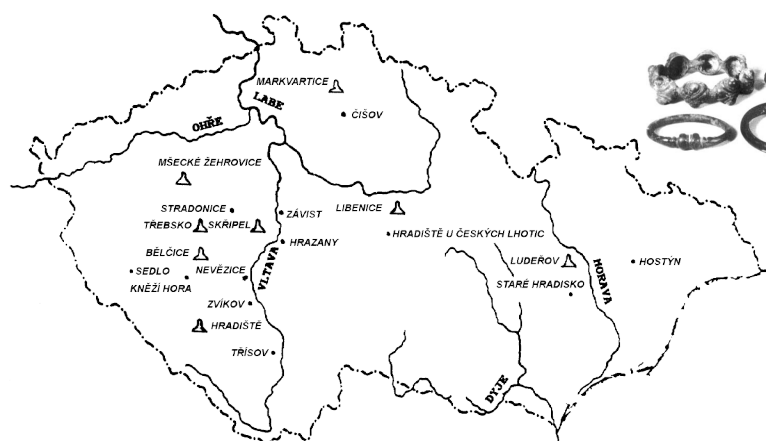 MARKVARTICE
LABE
ČIŠOV
OHŘE
MŠECKÉ ŽEHROVICE
STRADONICE
ZÁVIST
LIBENICE
TŘEBSKO
SKŘIPEL
HRAZANY
HRADIŠTĚ U ČESKÝCH LHOTIC
BĚLČICE
VLTAVA
LUDEŘOV
MORAVA
HOSTÝN
SEDLO
NEVĚZICE
KNĚŽÍ HORA
STARÉ HRADISKO
ZVÍKOV
HRADIŠTĚ
TŘÍSOV
DYJE